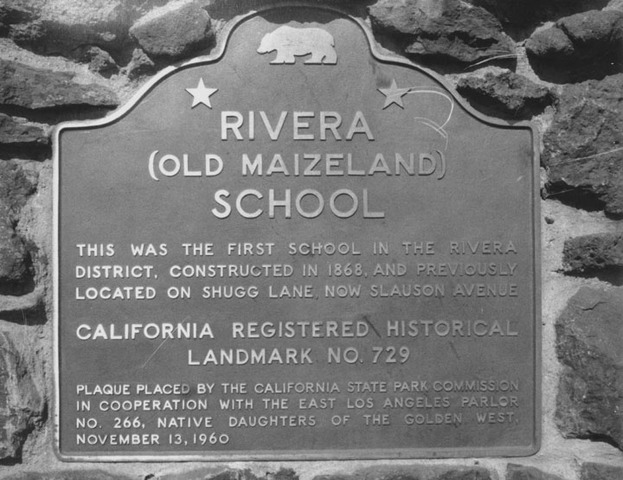 RIVERA
(OLD MAIZELAND)
SCHOOL
THIS WAS THE FIRST SCHOOL IN THE RIVERA
DISTRICT, CONSTRUCTED IN 1868, AND PREVIOUSLY
LOCATED ON SHUGG LANE, NOW SLAUSON AVENUE
CALIFORNIA REGISTERED HISTORICAL
LANDMARK NO. 729
PLAQUE PLACED BY THE CALIFORNIA STATE PARK COMMISSION
IN COOPERATION WITH THE EAST LOS ANGELES PARLOR
NO. 266, NATIVE DAUGHTERS OF THE GOLDEN WEST,
NOVEMBER 13, 1960